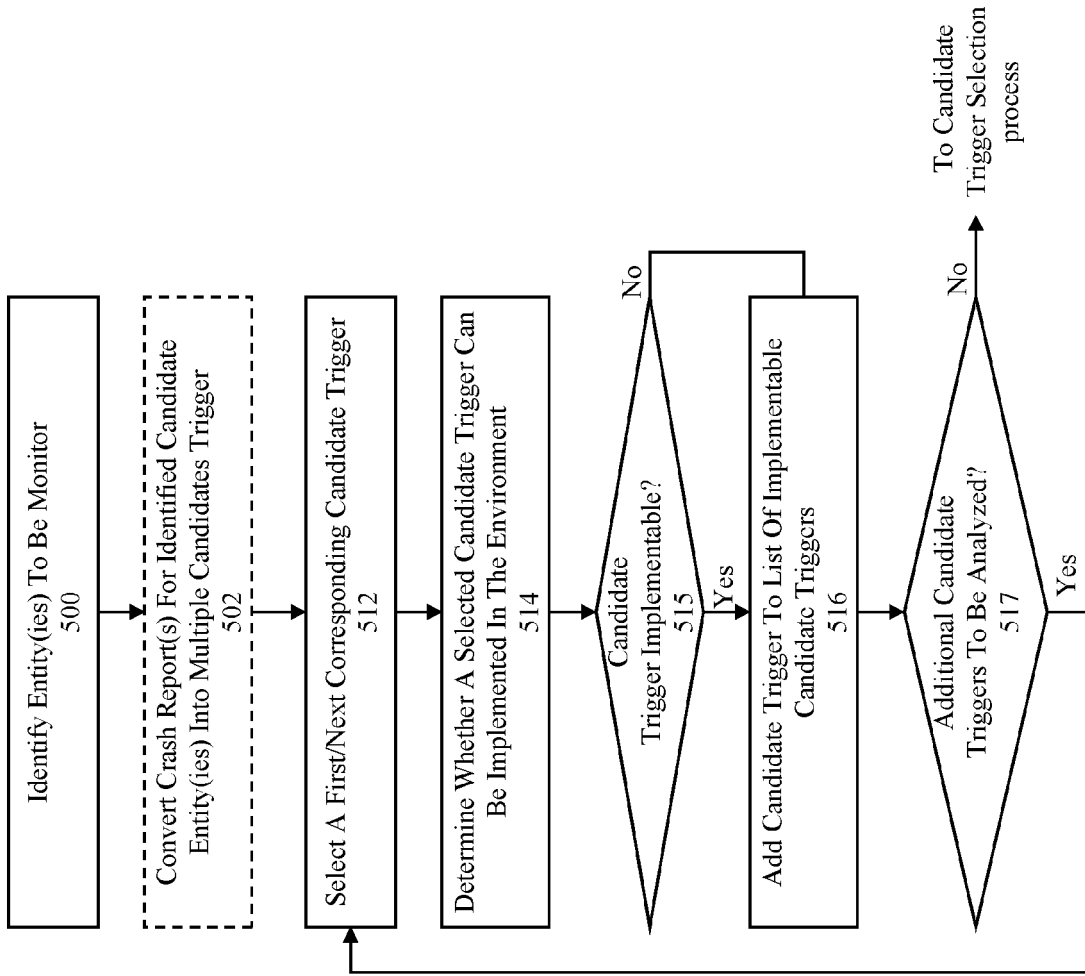 Identify Entity(ies) To Be Monitor
500
Convert Crash Report(s) For Identified Candidate
Entity(ies) Into Multiple Candidates Trigger
502
Select A First/Next Corresponding Candidate Trigger
512
Determine Whether A Selected Candidate Trigger Can
Be Implemented In The Environment
514
Candidate
Trigger Implementable?
515
No
Yes
Add Candidate Trigger To List Of Implementable
Candidate Triggers
516
Additional Candidate
Triggers To Be Analyzed?
517
No
To Candidate
Trigger Selection
process
Yes